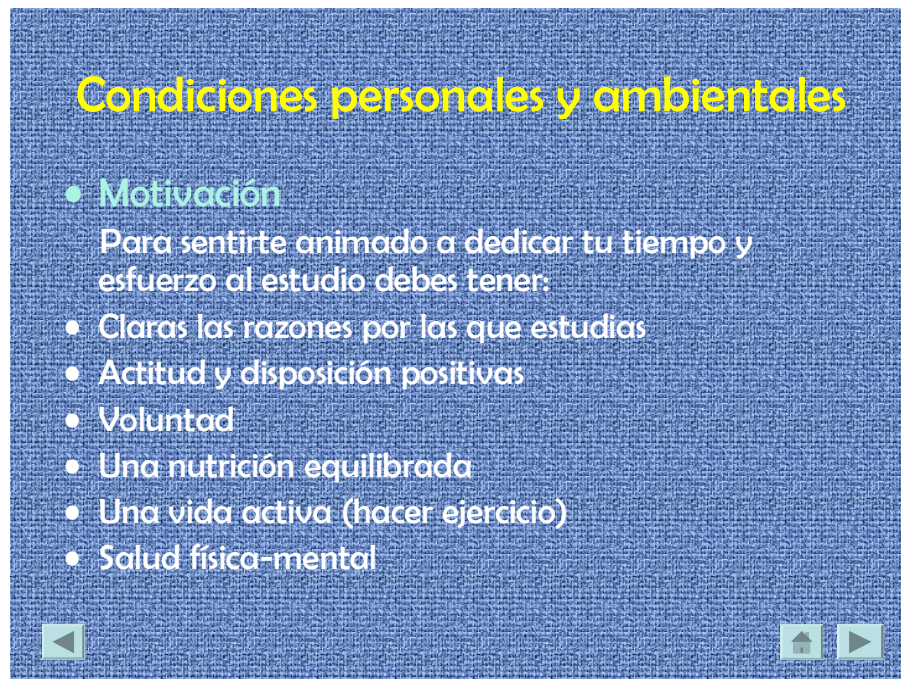 Condiciones personales y ambientales
• Motivación
Para sentirte animado a dedicar tu tiempo y
esfuerzo al estudio debes tener:
• Claras las razones por las que estudias
• Actitud y disposición positivas
• Voluntad
• Una nutrición equilibrada
• Una vida activa (hacer ejercicio)
• Salud física-mental